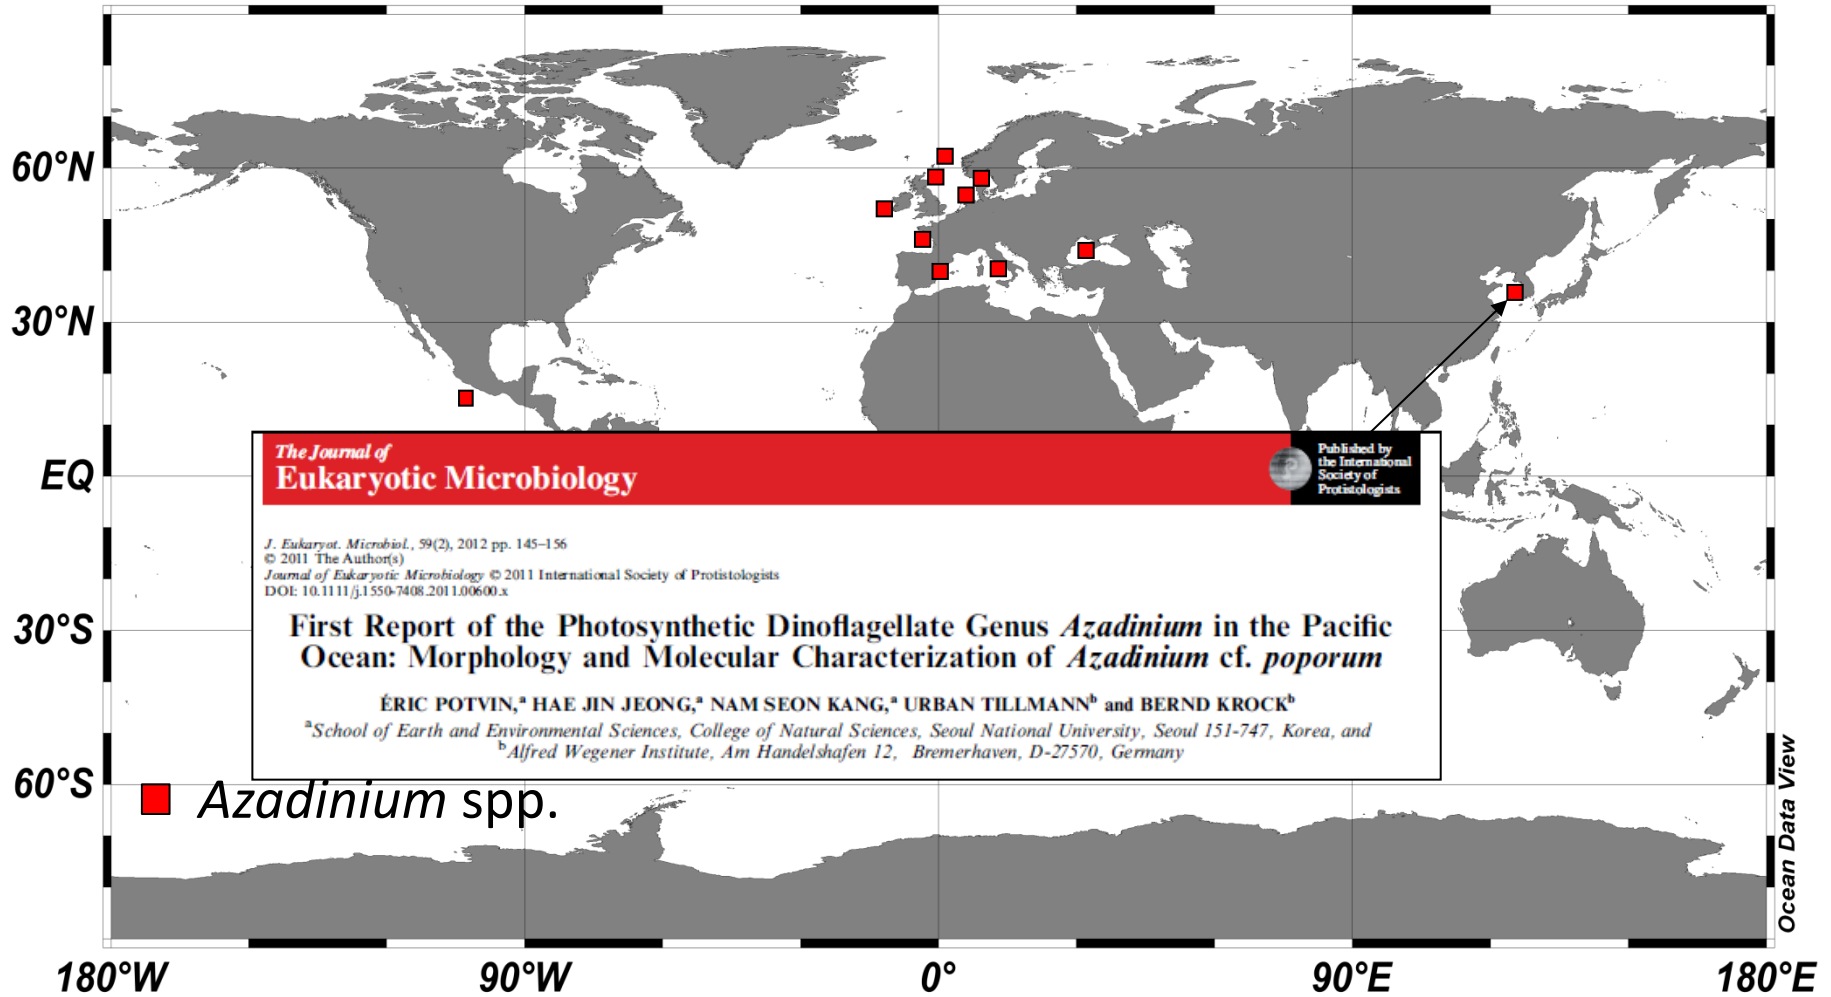 60°N
30°N
EQ
30°S
60°S
The Journal of
Eukaryotic Microbiology
Published by
the International
Society of
Protistologists
J. Eukaryot. Microbiol., 59(2), 2012 pp. 145–156
© 2011 The Author(s)
Journal of Eukaryotic Microbiology © 2011 International Society of Protistologists
DOI: 10.1111/j.1550-7408.2011.00600.x
First Report of the Photosynthetic Dinoflagellate Genus Azadinium in the Pacific
Ocean: Morphology and Molecular Characterization of Azadinium cf. poporum
ÉRIC POTVIN,ª HAE JIN JEONG,ª NAM SEON KANG,ª URBAN TILLMANNᵇ and BERND KROCKᵇ
ªSchool of Earth and Environmental Sciences, College of Natural Sciences, Seoul National University, Seoul 151-747, Korea, and
ᵇAlfred Wegener Institute, Am Handelshafen 12, Bremerhaven, D-27570, Germany
Azadinium spp.
Ocean Data View
180°W
90°W
0°
90°E
180°E